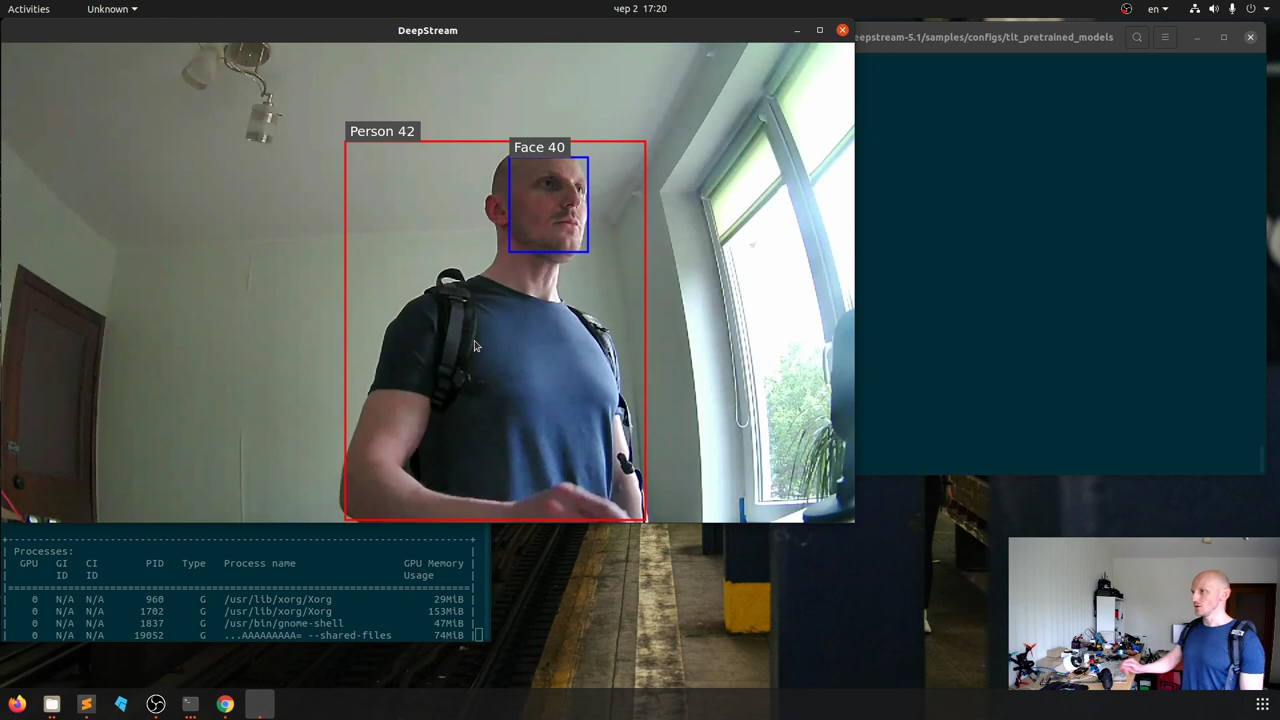 Activities
Unknown
чер 2 17:20
en
DeepStream
eepstream-5.1/samples/configs/tlt_pretrained_models
Person 42
Face 40
+-----------------------------------------------------------------------------+
| Processes: |
| GPU GI CI PID Type Process name GPU Memory |
| ID ID Usage |
|=============================================================================|
| 0 N/A N/A 960 G /usr/lib/xorg/Xorg 29MiB |
| 0 N/A N/A 1702 G /usr/lib/xorg/Xorg 153MiB |
| 0 N/A N/A 1837 G /usr/bin/gnome-shell 47MiB |
| 0 N/A N/A 19052 G ...AAAAAAAAA= --shared-files 74MiB |